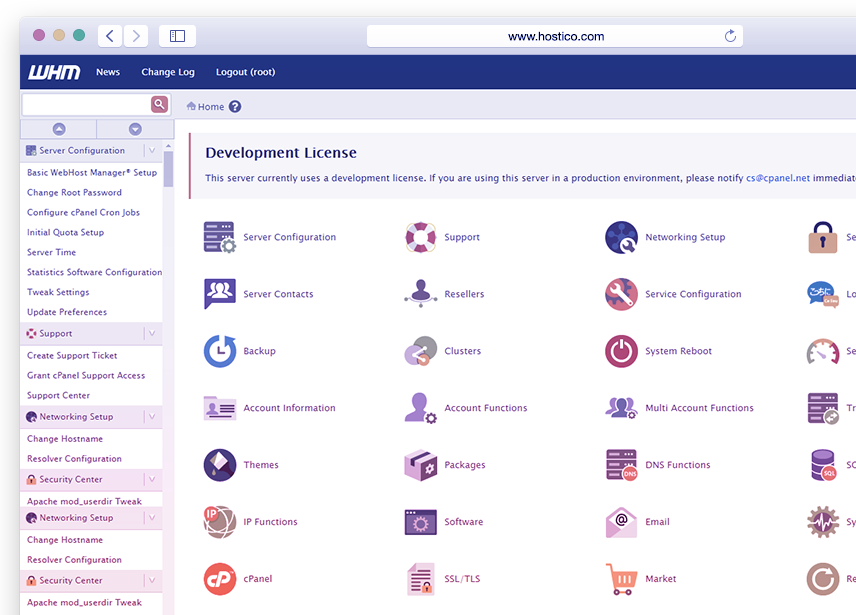 www.hostico.com
WHM News Change Log Logout (root)
Home ?
Server Configuration
Basic WebHost Manager® Setup
Change Root Password
Configure cPanel Cron Jobs
Initial Quota Setup
Server Time
Statistics Software Configuration
Tweak Settings
Update Preferences
Support
Create Support Ticket
Grant cPanel Support Access
Support Center
Networking Setup
Change Hostname
Resolver Configuration
Security Center
Apache mod_userdir Tweak
Networking Setup
Change Hostname
Resolver Configuration
Security Center
Apache mod_userdir Tweak
Development License
This server currently uses a development license. If you are using this server in a production environment, please notify cs@cpanel.net immediate
Server Configuration Support Networking Setup Se
Server Contacts Resellers Service Configuration Lo
Backup Clusters System Reboot Se
Account Information Account Functions Multi Account Functions Tr
Themes Packages DNS DNS Functions SQL SQ
IP IP Functions Software @ Email Sy
cP cPanel SSL/TLS Market Re